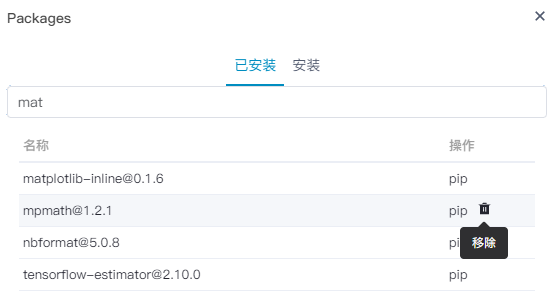 Packages
已安装 安装
mat
名称 操作
matplotlib-inline@0.1.6 pip
mpmath@1.2.1 pip
nbformat@5.0.8
移除
tensorflow-estimator@2.10.0 pip